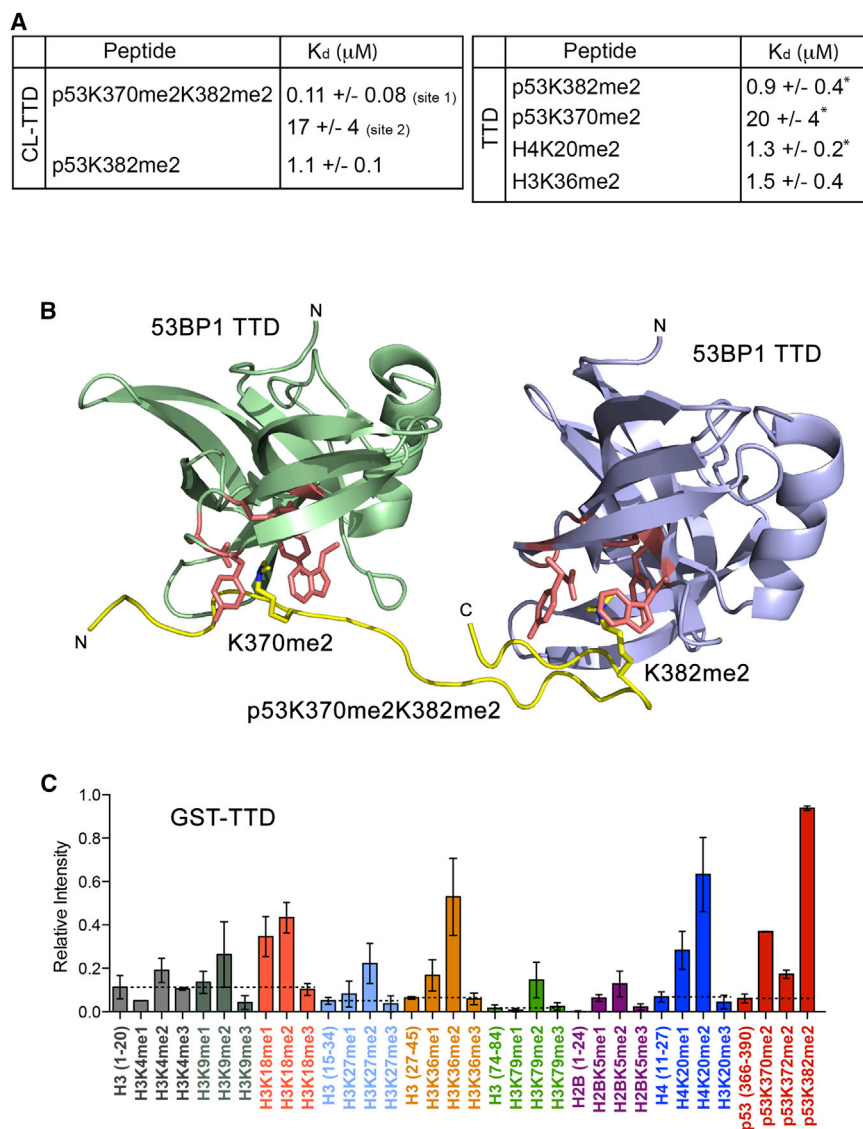 A
CL-TTD
Peptide Kd (μM)
p53K370me2K382me2 0.11 +/- 0.08 (site 1)
17 +/- 4 (site 2)
p53K382me2 1.1 +/- 0.1
TTD
Peptide Kd (μM)
p53K382me2 0.9 +/- 0.4*
p53K370me2 20 +/- 4*
H4K20me2 1.3 +/- 0.2*
H3K36me2 1.5 +/- 0.4
B
53BP1 TTD
N
N
53BP1 TTD
N
K370me2
C
K382me2
p53K370me2K382me2
C
GST-TTD
Relative Intensity
1.0
0.8
0.6
0.4
0.2
0.0
H3 (1-20)
H3K4me1
H3K4me2
H3K4me3
H3K9me1
H3K9me2
H3K9me3
H3K18me1
H3K18me2
H3K18me3
H3 (15-34)
H3K27me1
H3K27me2
H3K27me3
H3 (27-45)
H3K36me1
H3K36me2
H3K36me3
H3 (74-84)
H3K79me1
H3K79me2
H3K79me3
H2B (1-24)
H2BK5me1
H2BK5me2
H2BK5me3
H4 (11-27)
H4K20me1
H4K20me2
H4K20me3
p53 (366-390)
p53K370me2
p53K372me2
p53K382me2